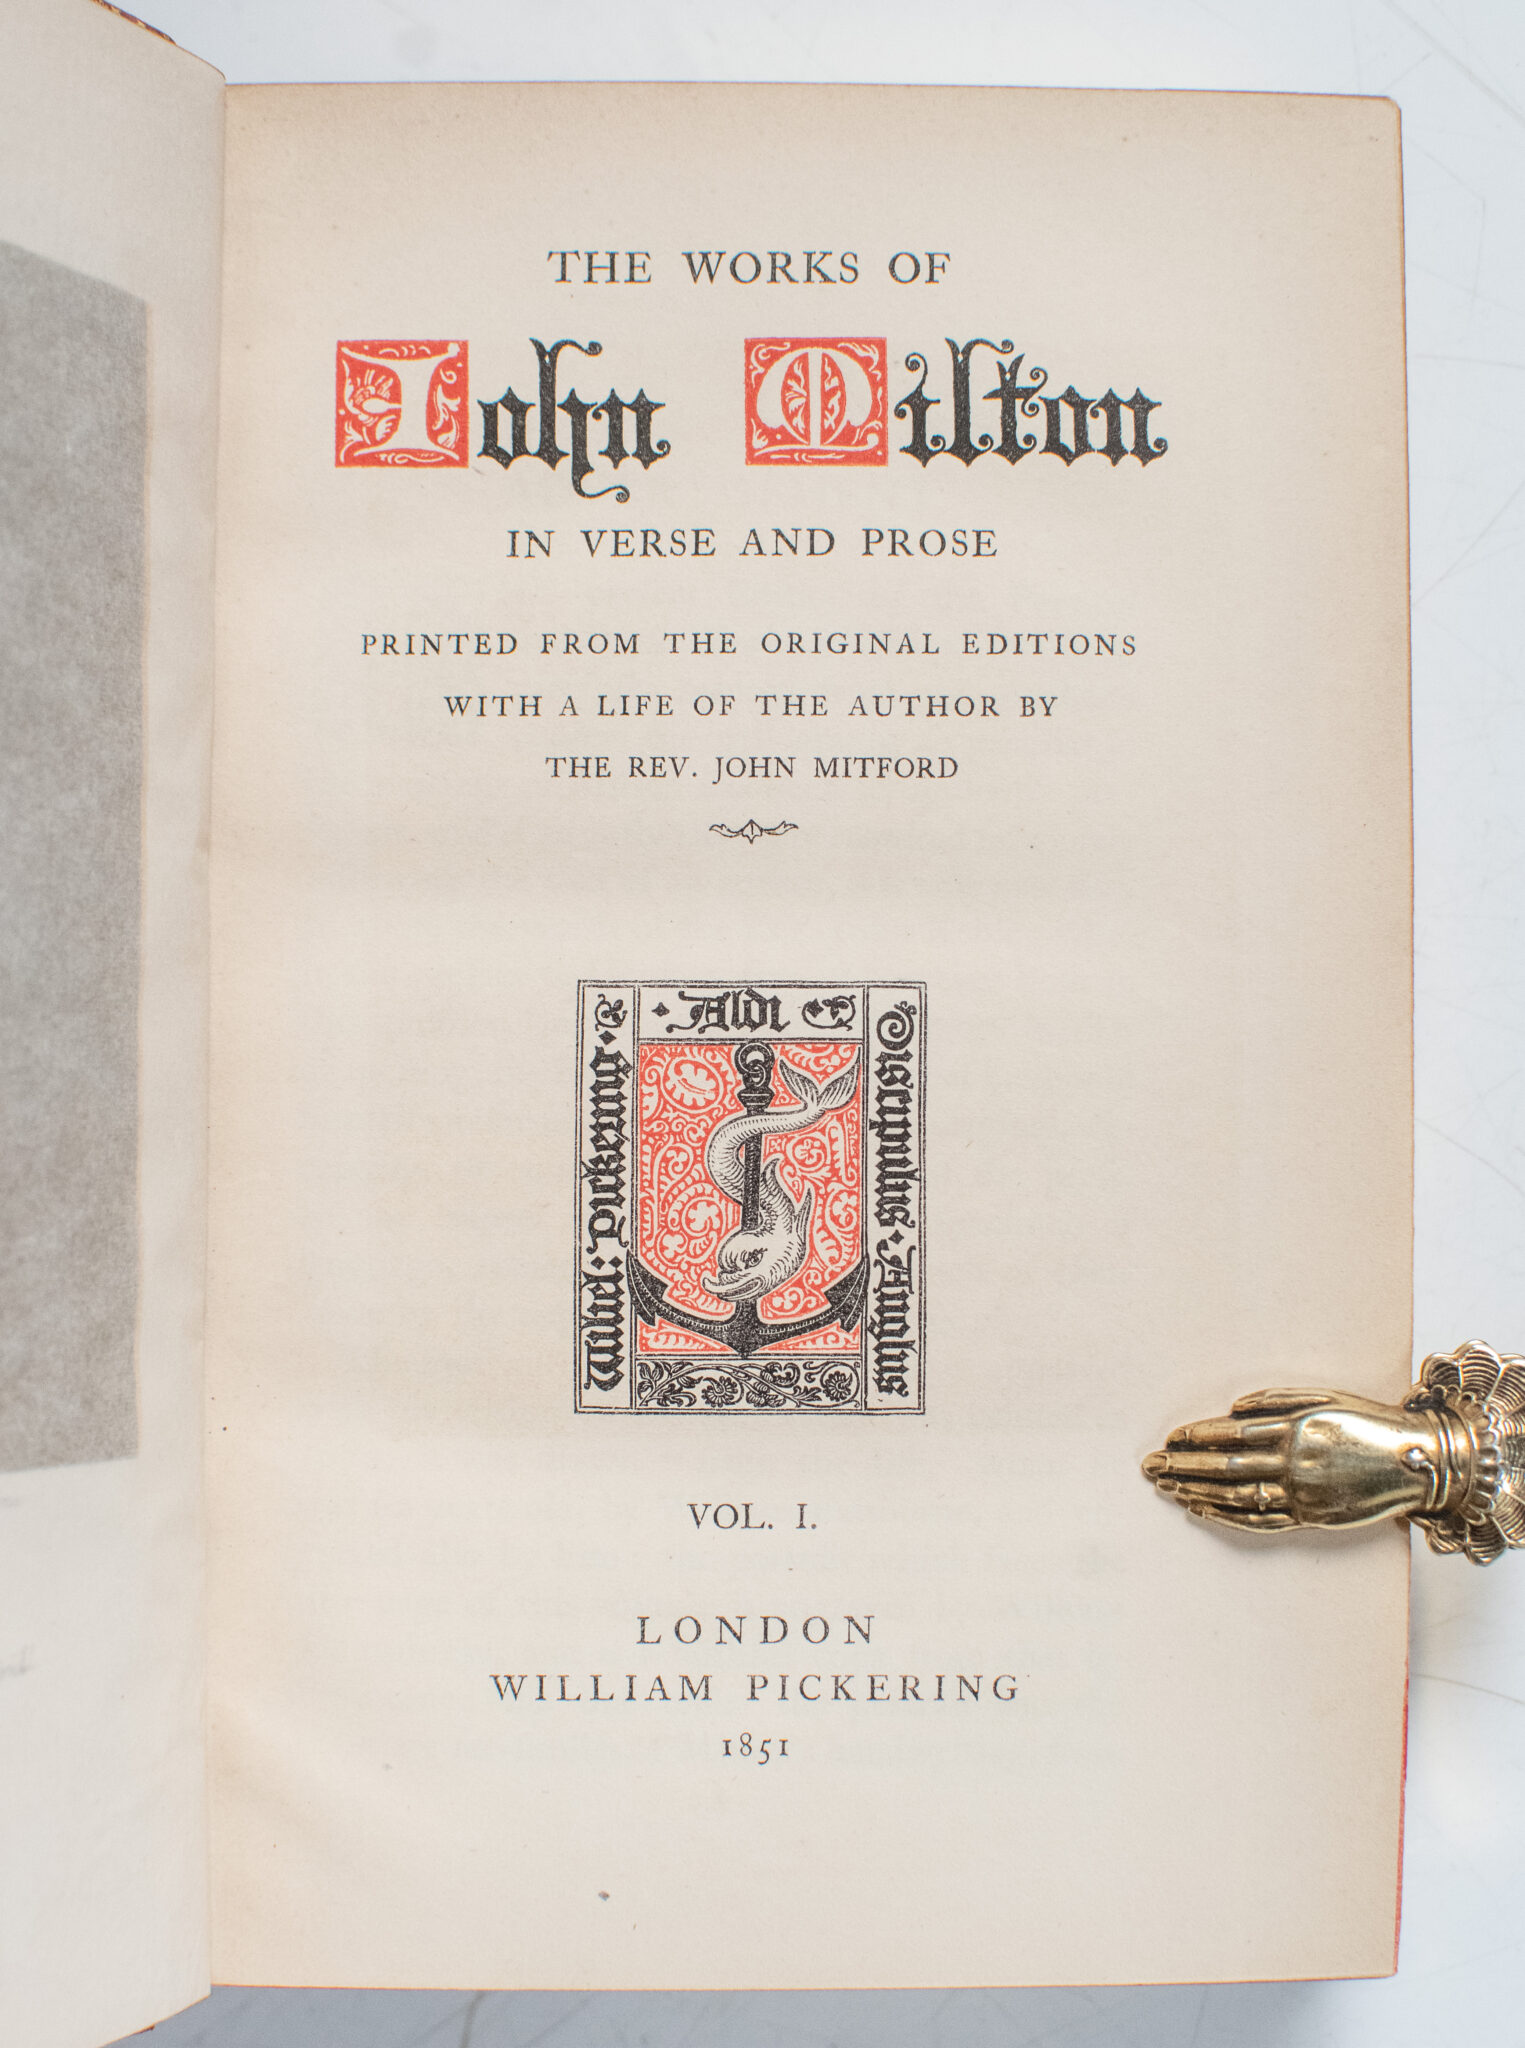 THE WORKS OF
John Milton
IN VERSE AND PROSE
PRINTED FROM THE ORIGINAL EDITIONS
WITH A LIFE OF THE AUTHOR BY
THE REV. JOHN MITFORD
Aldi
Discipulus · Anglus
Guliel: Pickering ·
VOL. I.
LONDON
WILLIAM PICKERING
1851